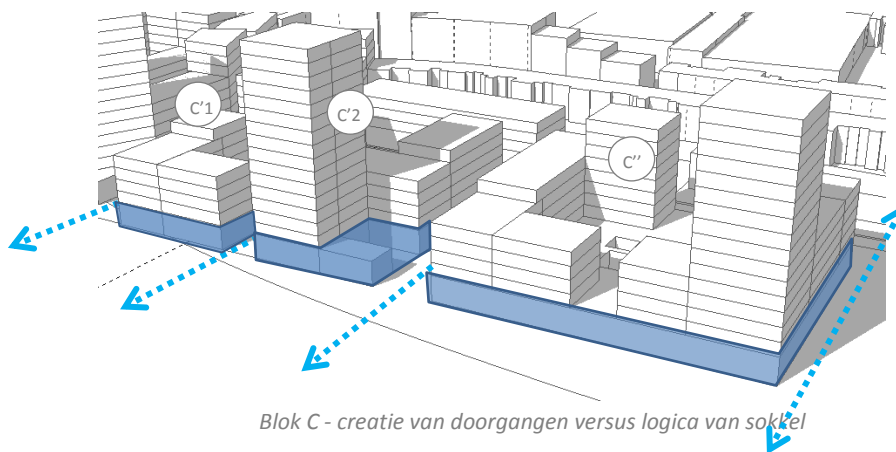 C'1
C'2
C''
Blok C - creatie van doorgangen versus logica van sokkel